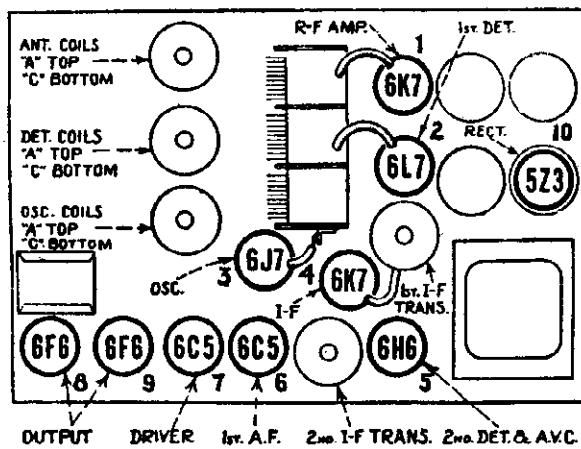 ANT. COILS
"A" TOP
"C" BOTTOM
R-F AMP.
1
1ST. DET.
6K7
DET. COILS
"A" TOP
"C" BOTTOM
2
6L7
RECT.
10
5Z3
OSC. COILS
"A" TOP
"C" BOTTOM
3
6J7
4
6K7
OSC.
I-F
1ST. I-F
TRANS.
6F6
6F6
6C5
6C5
6H6
8
9
7
6
5
OUTPUT
DRIVER
1ST. A.F.
2ND. I-F TRANS.
2ND. DET. & A.V.C.